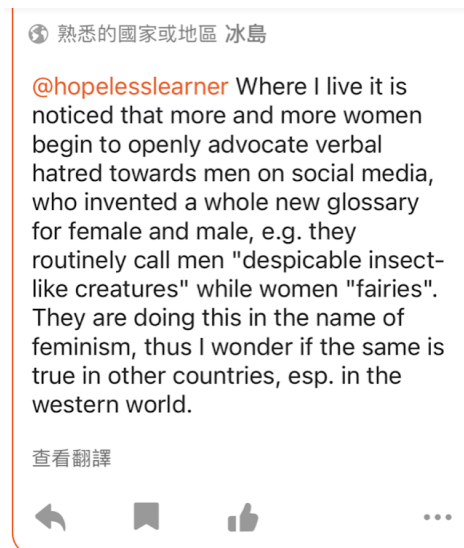 熟悉的國家或地區 冰島
@hopelesslearner Where I live it is
noticed that more and more women
begin to openly advocate verbal
hatred towards men on social media,
who invented a whole new glossary
for female and male, e.g. they
routinely call men "despicable insect-
like creatures" while women "fairies".
They are doing this in the name of
feminism, thus I wonder if the same is
true in other countries, esp. in the
western world.
查看翻譯